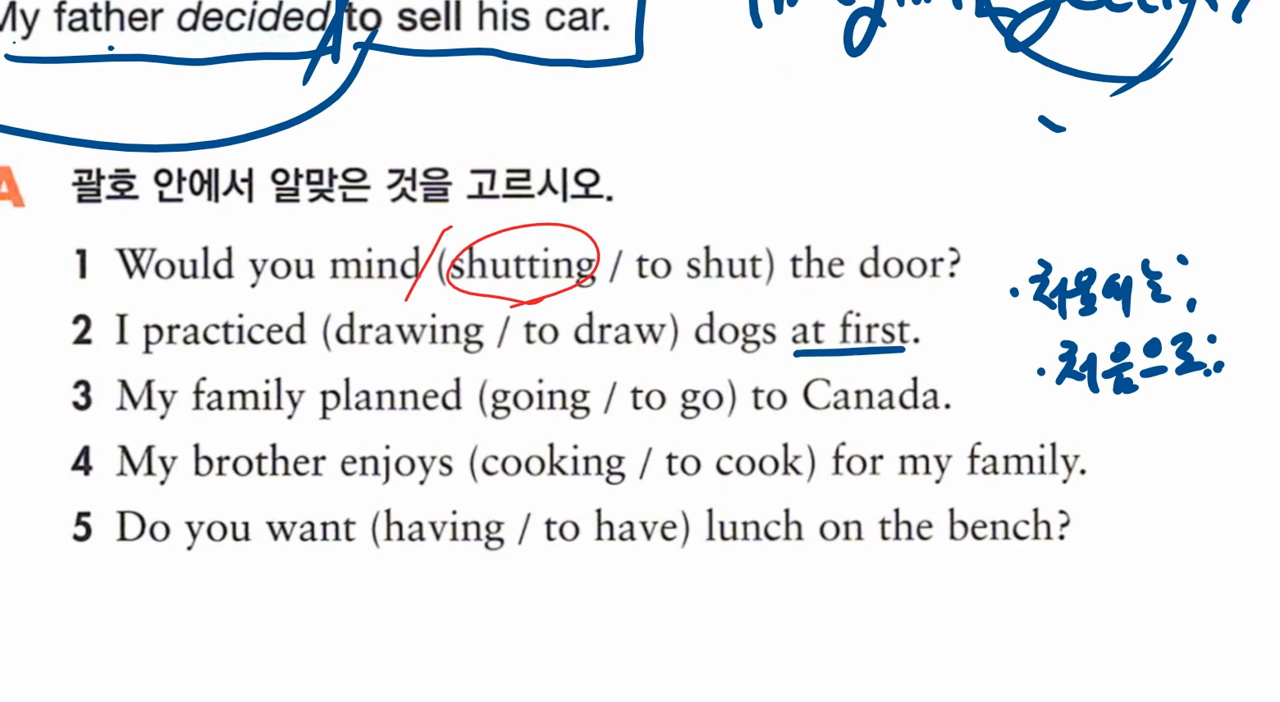 My father decided to sell his car.
A 괄호 안에서 알맞은 것을 고르시오.
1 Would you mind (shutting / to shut) the door?
2 I practiced (drawing / to draw) dogs at first.
3 My family planned (going / to go) to Canada.
4 My brother enjoys (cooking / to cook) for my family.
5 Do you want (having / to have) lunch on the bench?
· 처음에는:
· 처음으로: